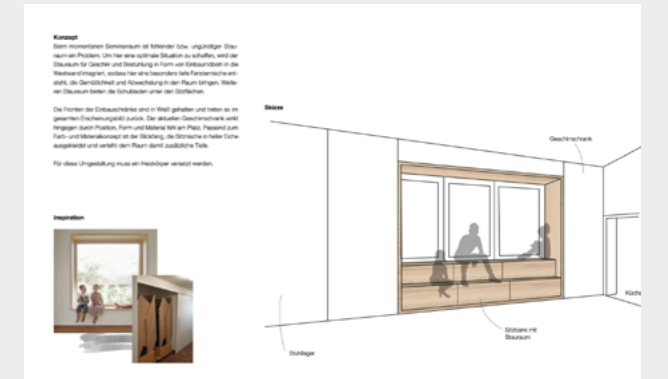 Konzept
Beim momentanen Seminarraum ist fehlender bzw. ungünstiger Stau-
raum ein Problem. Um hier eine optimale Situation zu schaffen, wird der
Stauraum für Geschirr und Bestuhlung in Form von Einbaumöbeln in die
Westwand integriert, sodass hier eine besonders tiefe Fensternische ent-
steht, die Gemütlichkeit und Abwechslung in den Raum bringen. Weite-
ren Stauraum bieten die Schubladen unter den Sitzflächen.
Die Fronten der Einbauschränke sind in Weiß gehalten und treten so im
gesamten Erscheinungsbild zurück. Der aktuellen Geschirrschrank wirkt
hingegen durch Position, Form und Material fehl am Platz. Passend zum
Farb- und Materialkonzept ist der Blickfang, die Sitznische in heller Eiche
ausgekleidet und verleiht dem Raum damit zusätzliche Tiefe.
Für diese Umgestaltung muss ein Heizkörper versetzt werden.
Skizze
Geschirrschrank
Inspiration
Küche
Sitzbank mit
Stauraum
Stuhllager